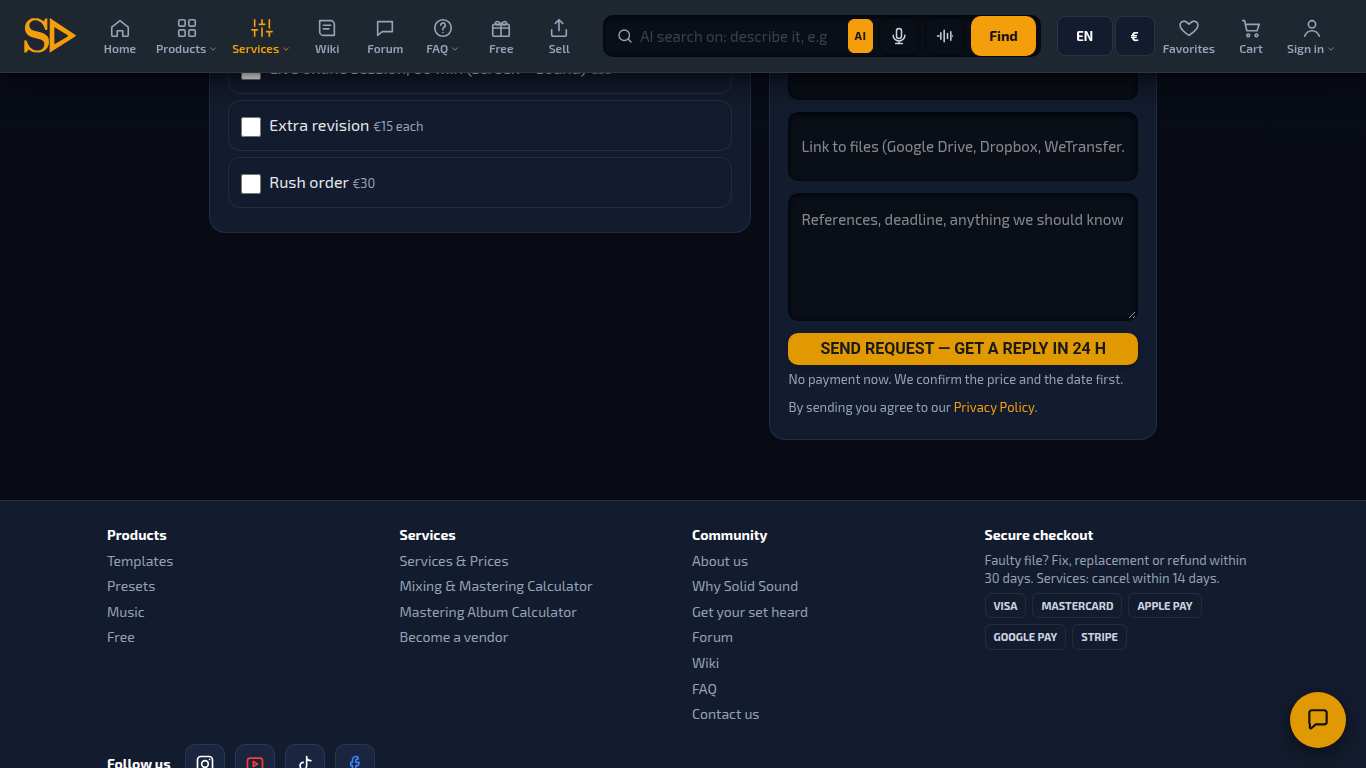 Home
Products
Services
Wiki
Forum
FAQ
Free
Sell
AI search on: describe it, e.g
AI
Find
EN
€
Favorites
Cart
Sign in
Extra revision €15 each
Rush order €30
Link to files (Google Drive, Dropbox, WeTransfer.
References, deadline, anything we should know
SEND REQUEST — GET A REPLY IN 24 H
No payment now. We confirm the price and the date first.
By sending you agree to our Privacy Policy.
Products
Templates
Presets
Music
Free
Services
Services & Prices
Mixing & Mastering Calculator
Mastering Album Calculator
Become a vendor
Community
About us
Why Solid Sound
Get your set heard
Forum
Wiki
FAQ
Contact us
Secure checkout
Faulty file? Fix, replacement or refund within
30 days. Services: cancel within 14 days.
VISA
MASTERCARD
APPLE PAY
GOOGLE PAY
STRIPE
Follow us